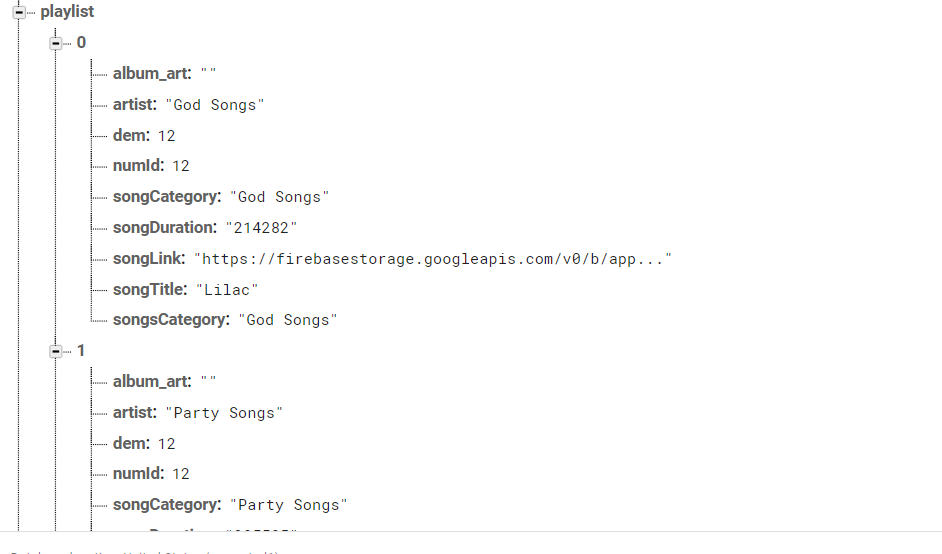 playlist
0
album_art: ""
artist: "God Songs"
dem: 12
numId: 12
songCategory: "God Songs"
songDuration: "214282"
songLink: "https://firebasestorage.googleapis.com/v0/b/app..."
songTitle: "Lilac"
songsCategory: "God Songs"
1
album_art: ""
artist: "Party Songs"
dem: 12
numId: 12
songCategory: "Party Songs"